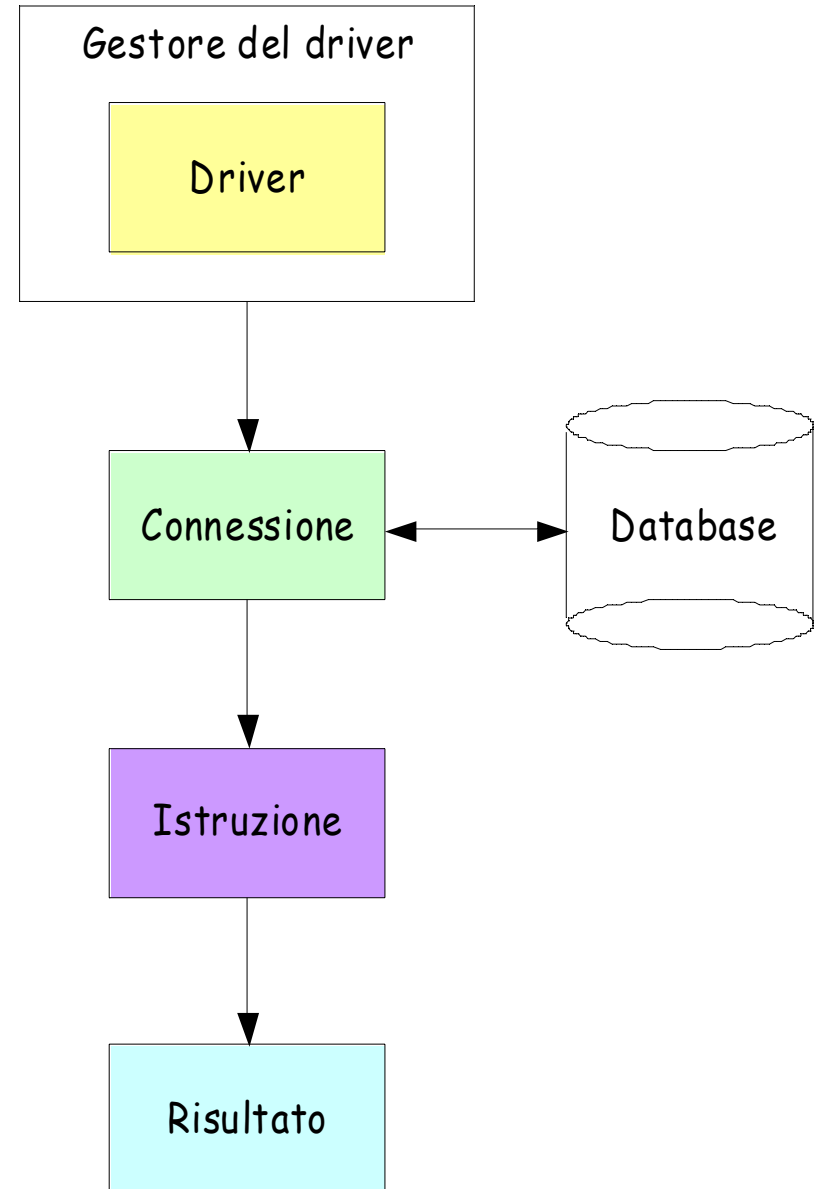 Gestore del driver
Driver
Connessione
Database
Istruzione
Risultato